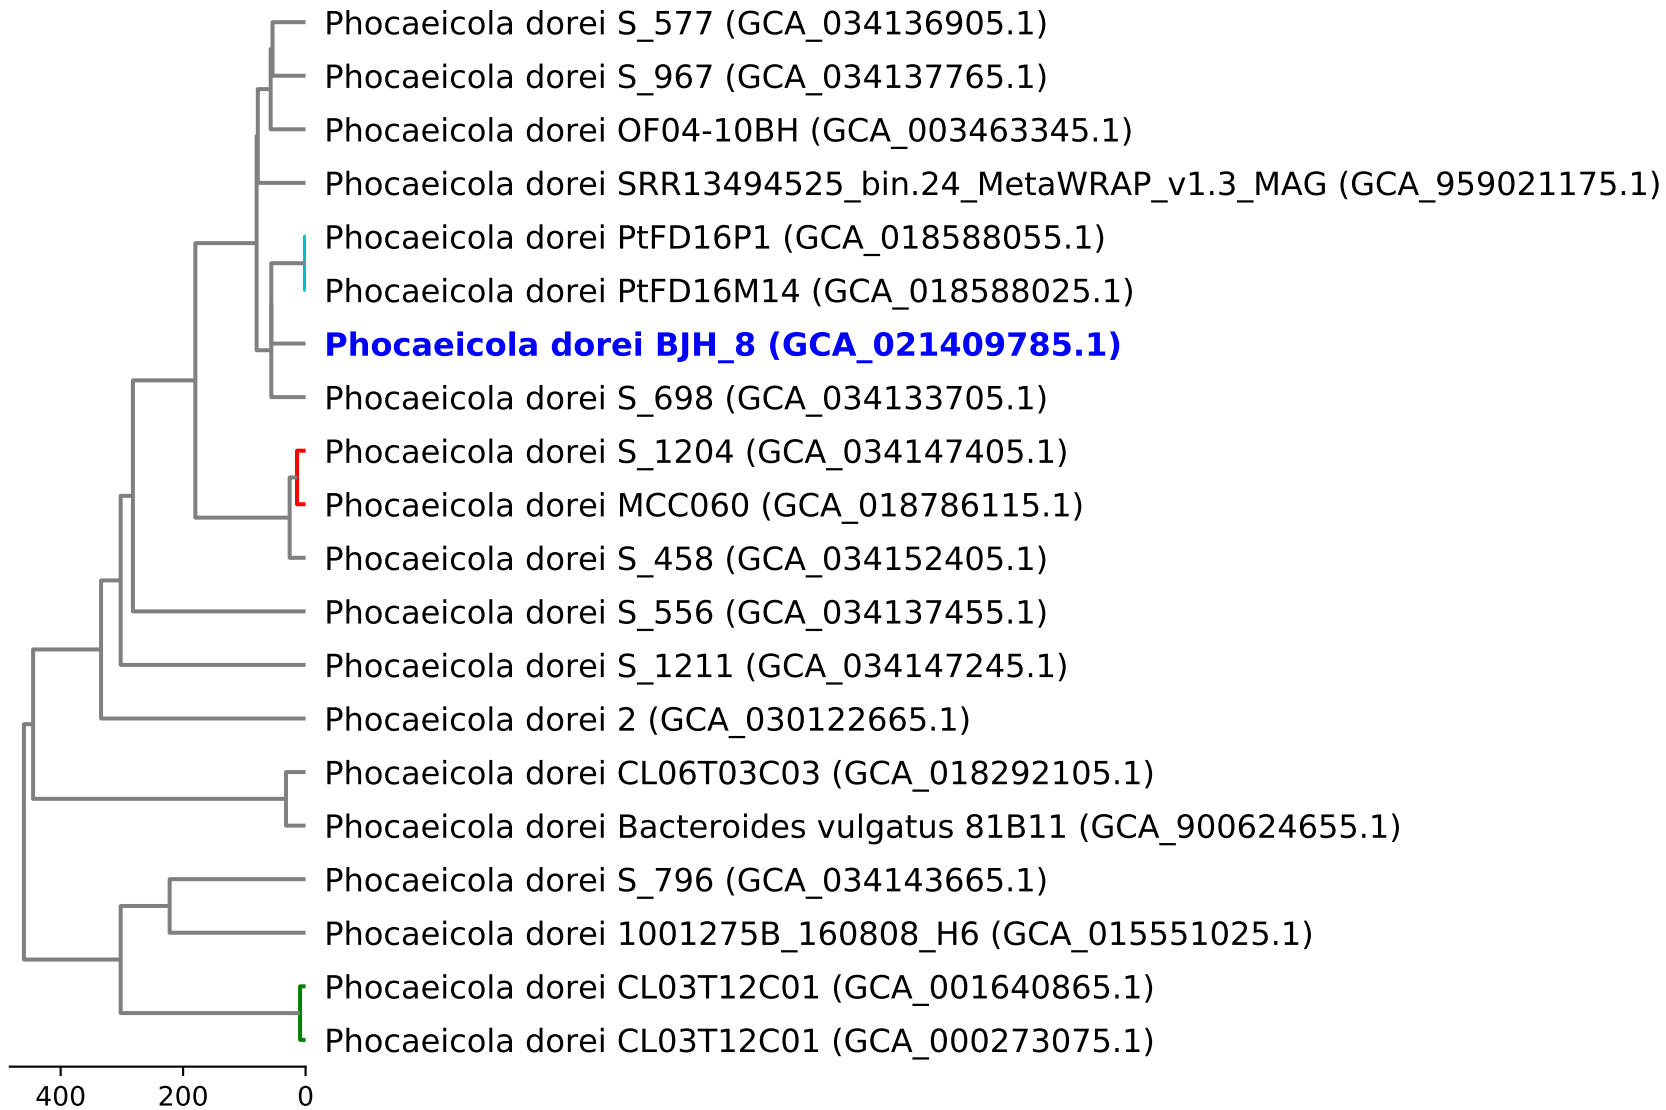 Phocaeicola dorei S_577 (GCA_034136905.1)
Phocaeicola dorei S_967 (GCA_034137765.1)
Phocaeicola dorei OF04-10BH (GCA_003463345.1)
Phocaeicola dorei SRR13494525_bin.24_MetaWRAP_v1.3_MAG (GCA_959021175.1)
Phocaeicola dorei PtFD16P1 (GCA_018588055.1)
Phocaeicola dorei PtFD16M14 (GCA_018588025.1)
Phocaeicola dorei BJH_8 (GCA_021409785.1)
Phocaeicola dorei S_698 (GCA_034133705.1)
Phocaeicola dorei S_1204 (GCA_034147405.1)
Phocaeicola dorei MCC060 (GCA_018786115.1)
Phocaeicola dorei S_458 (GCA_034152405.1)
Phocaeicola dorei S_556 (GCA_034137455.1)
Phocaeicola dorei S_1211 (GCA_034147245.1)
Phocaeicola dorei 2 (GCA_030122665.1)
Phocaeicola dorei CL06T03C03 (GCA_018292105.1)
Phocaeicola dorei Bacteroides vulgatus 81B11 (GCA_900624655.1)
Phocaeicola dorei S_796 (GCA_034143665.1)
Phocaeicola dorei 1001275B_160808_H6 (GCA_015551025.1)
Phocaeicola dorei CL03T12C01 (GCA_001640865.1)
Phocaeicola dorei CL03T12C01 (GCA_000273075.1)
400 200 0